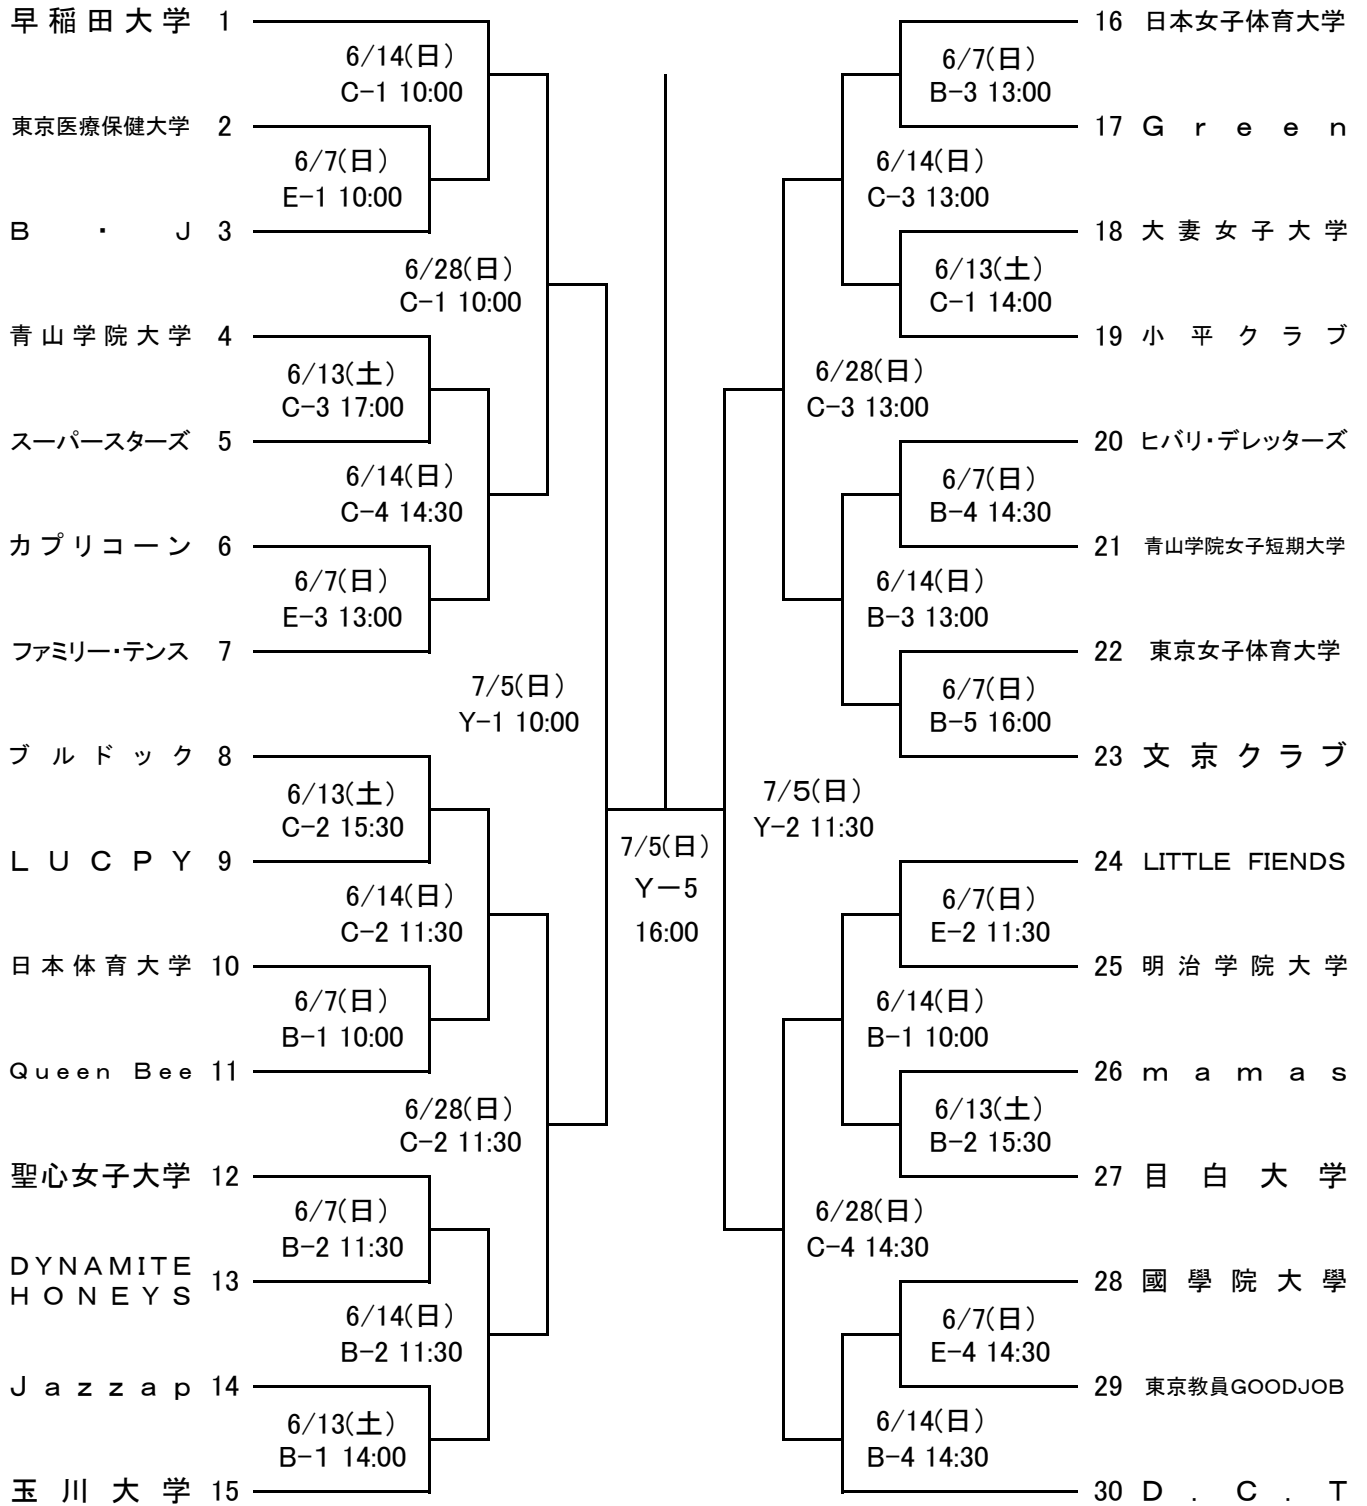 早稲田大学 1
6/14(日)
C-1 10:00
東京医療保健大学 2
6/7(日)
E-1 10:00
B ・ J 3
6/28(日)
C-1 10:00
青山学院大学 4
6/13(土)
C-3 17:00
スーパースターズ 5
6/14(日)
C-4 14:30
カプリコーン 6
6/7(日)
E-3 13:00
ファミリー・テンス 7
7/5(日)
Y-1 10:00
ブルドック 8
6/13(土)
C-2 15:30
LUCPY 9
6/14(日)
C-2 11:30
日本体育大学 10
6/7(日)
B-1 10:00
Queen Bee 11
6/28(日)
C-2 11:30
聖心女子大学 12
6/7(日)
B-2 11:30
DYNAMITE
HONEYS 13
6/14(日)
B-2 11:30
Jazzap 14
6/13(土)
B-1 14:00
玉川大学 15
7/5(日)
Y-5
16:00
16 日本女子体育大学
6/7(日)
B-3 13:00
17 Green
6/14(日)
C-3 13:00
18 大妻女子大学
6/13(土)
C-1 14:00
19 小平クラブ
6/28(日)
C-3 13:00
20 ヒバリ・デレッターズ
6/7(日)
B-4 14:30
21 青山学院女子短期大学
6/14(日)
B-3 13:00
22 東京女子体育大学
6/7(日)
B-5 16:00
23 文京クラブ
7/5(日)
Y-2 11:30
24 LITTLE FIENDS
6/7(日)
E-2 11:30
25 明治学院大学
6/14(日)
B-1 10:00
26 mamas
6/13(土)
B-2 15:30
27 目白大学
6/28(日)
C-4 14:30
28 國學院大學
6/7(日)
E-4 14:30
29 東京教員GOODJOB
6/14(日)
B-4 14:30
30 D.C.T